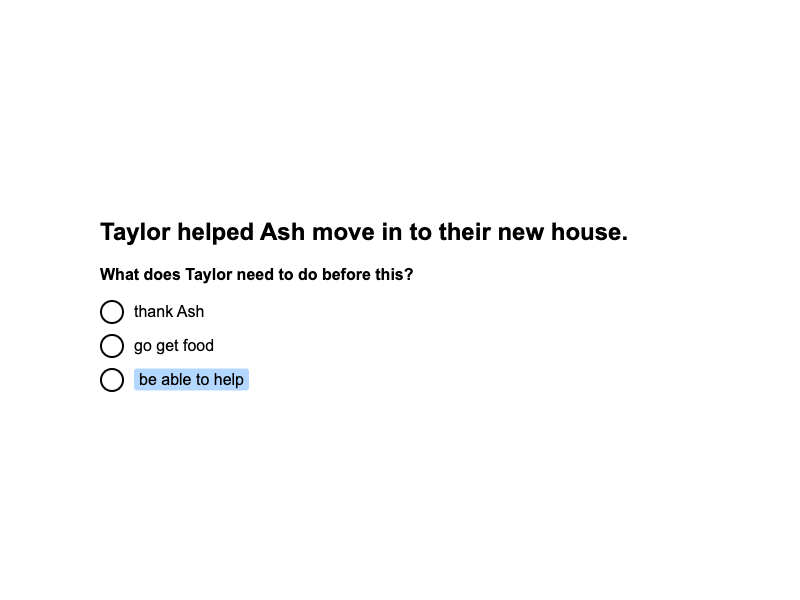 Taylor helped Ash move in to their new house.
What does Taylor need to do before this?
thank Ash
go get food
be able to help